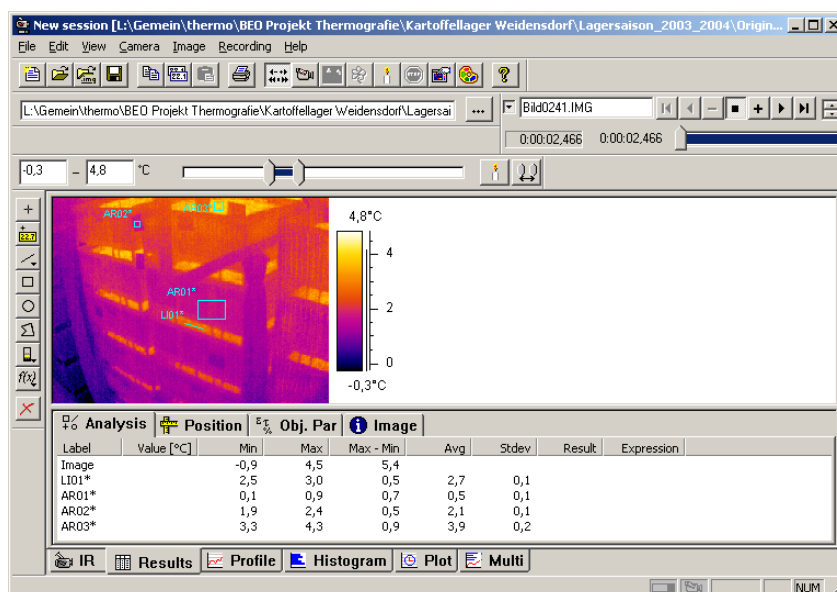 New session [L:\Gemein\thermo\BEO Projekt Thermografie\Kartoffellager Weidensdorf\Lagersaison_2003_2004\Origin...
File Edit View Camera Image Recording Help
L:\Gemein\thermo\BEO Projekt Thermografie\Kartoffellager Weidensdorf\Lagersai ... Bild0241.IMG
0:00:02,466 0:00:02,466
-0,3 – 4,8 °C
AR02* AR03*
AR01*
LI01*
4,8°C
4
2
0
-0,3°C
22.7
f(x)
Analysis Position Obj. Par Image
Label Value [°C] Min Max Max - Min Avg Stdev Result Expression
Image -0,9 4,5 5,4
LI01* 2,5 3,0 0,5 2,7 0,1
AR01* 0,1 0,9 0,7 0,5 0,1
AR02* 1,9 2,4 0,5 2,1 0,1
AR03* 3,3 4,3 0,9 3,9 0,2
IR Results Profile Histogram Plot Multi
NUM